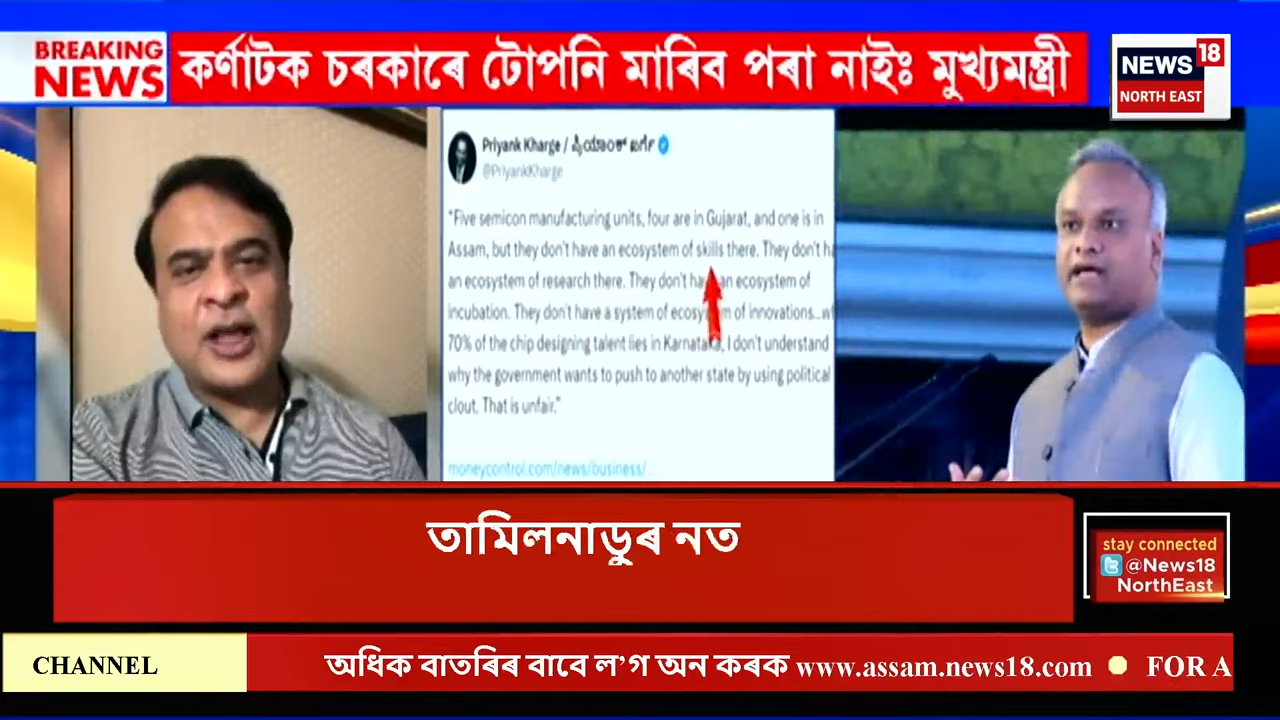 BREAKING
NEWS
কৰ্ণাটক চৰকাৰে টোপনি মাৰিব পৰা নাইঃ মুখ্যমন্ত্ৰী
NEWS 18
NORTH EAST
Priyank Kharge / ಪ್ರಿಯಾಂಕ್ ಖರ್ಗೆ
@PriyankKharge
"Five semicon manufacturing units, four are in Gujarat, and one is in
Assam, but they don't have an ecosystem of skills there. They don't ha
an ecosystem of research there. They don't have an ecosystem of
incubation. They don't have a system of ecosystem of innovations..wh
70% of the chip designing talent lies in Karnataka, I don't understand
why the government wants to push to another state by using political
clout. That is unfair."
moneycontrol.com/news/business/...
তামিলনাডুৰ নত
stay connected
@News18
NorthEast
CHANNEL
অধিক বাতৰিৰ বাবে ল'গ অন কৰক www.assam.news18.com FOR A